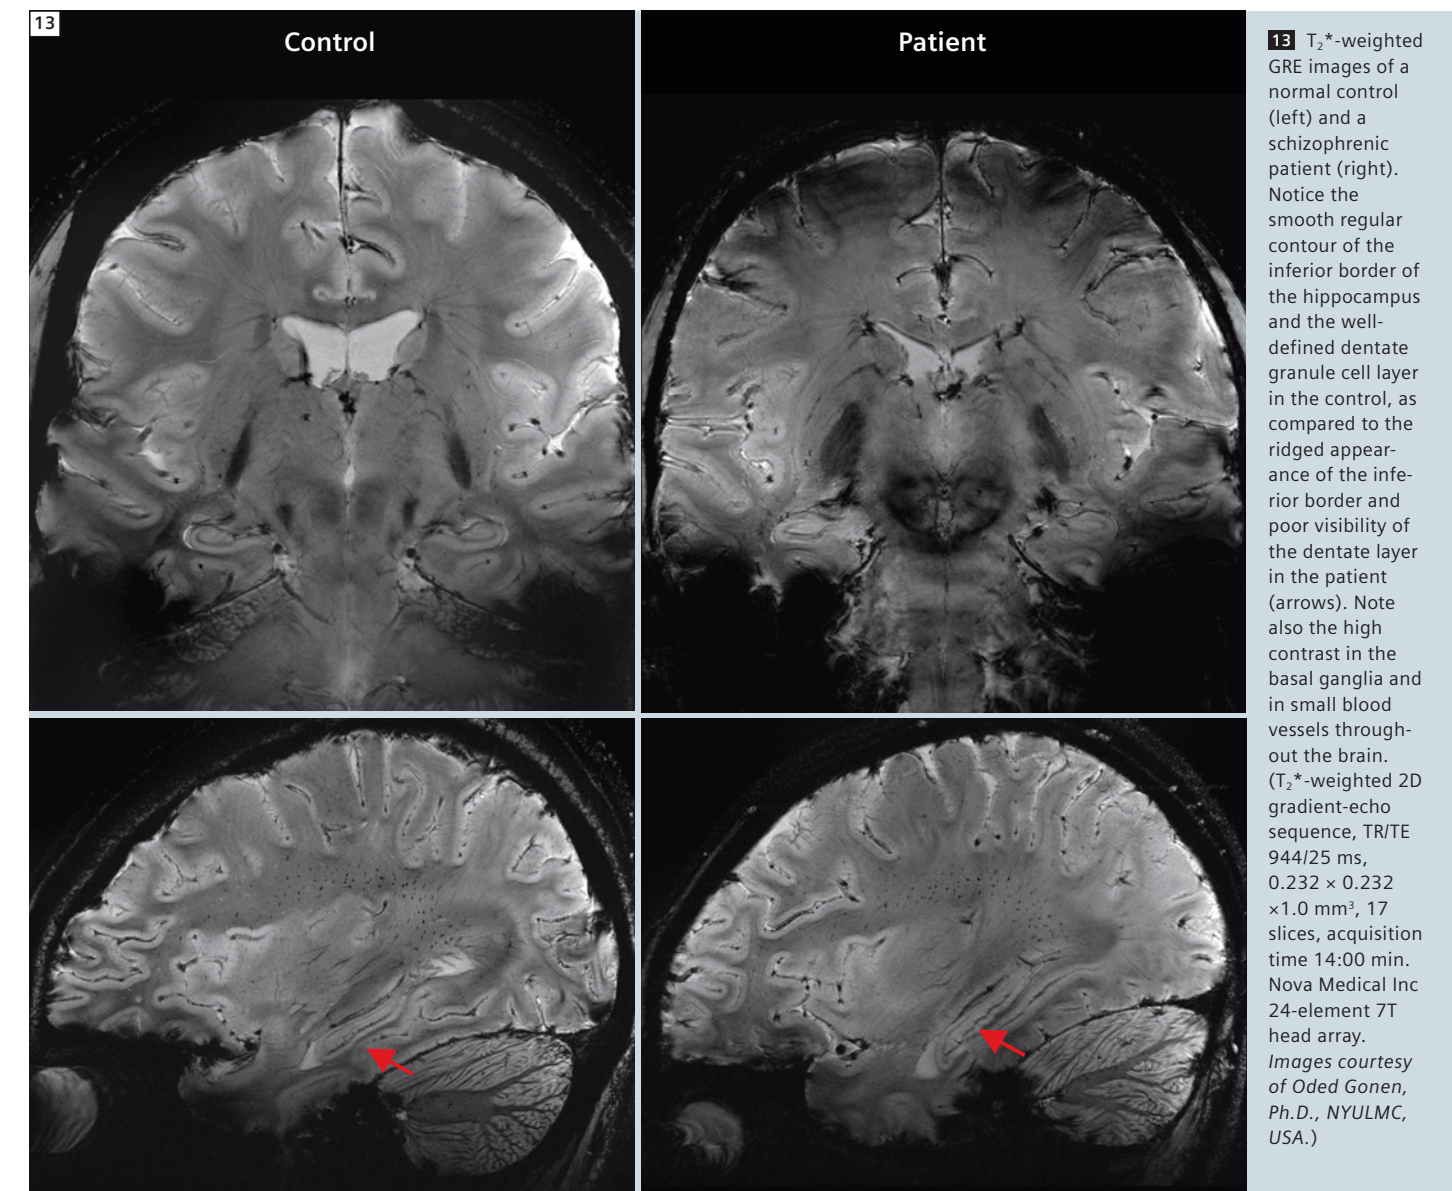 13
Control
Patient
13 T₂*-weighted
GRE images of a
normal control
(left) and a
schizophrenic
patient (right).
Notice the
smooth regular
contour of the
inferior border of
the hippocampus
and the well-
defined dentate
granule cell layer
in the control, as
compared to the
ridged appear-
ance of the infe-
rior border and
poor visibility of
the dentate layer
in the patient
(arrows). Note
also the high
contrast in the
basal ganglia and
in small blood
vessels through-
out the brain.
(T₂*-weighted 2D
gradient-echo
sequence, TR/TE
944/25 ms,
0.232 × 0.232
×1.0 mm³, 17
slices, acquisition
time 14:00 min.
Nova Medical Inc
24-element 7T
head array.
Images courtesy
of Oded Gonen,
Ph.D., NYULMC,
USA.)